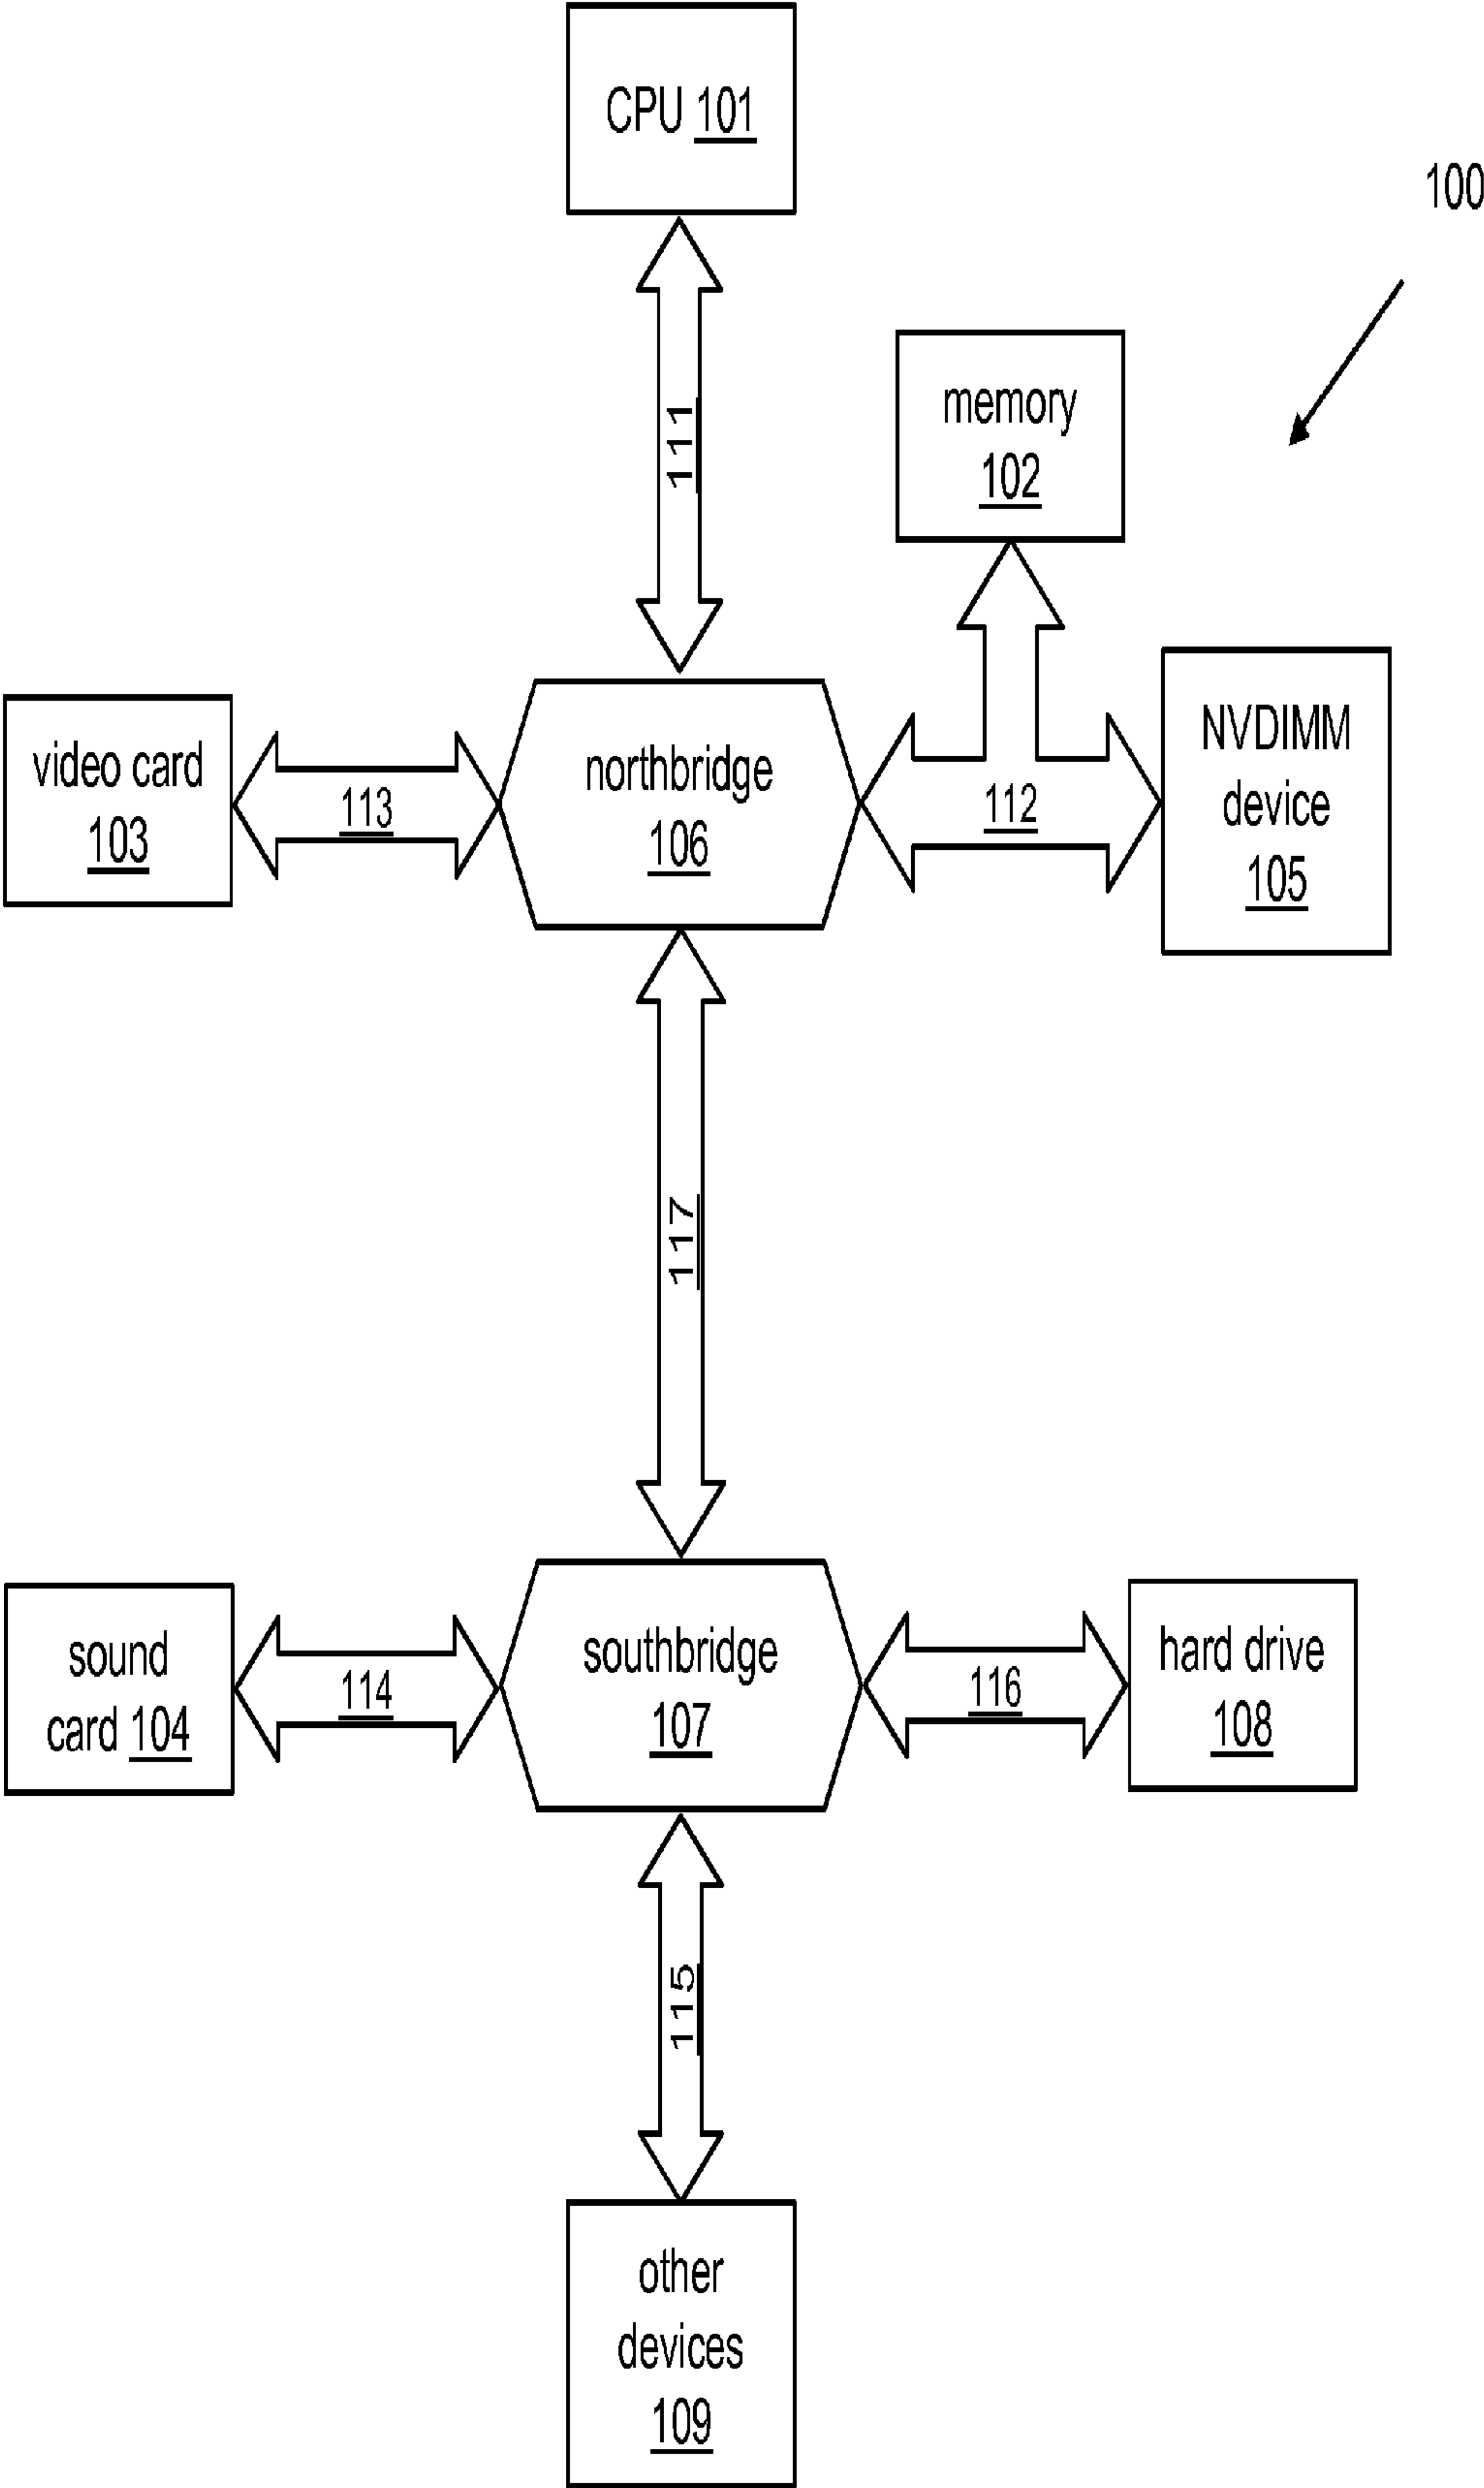 CPU 101
100
111
memory
102
video card
103
113
northbridge
106
112
NVDIMM
device
105
117
sound
card 104
114
southbridge
107
116
hard drive
108
115
other
devices
109